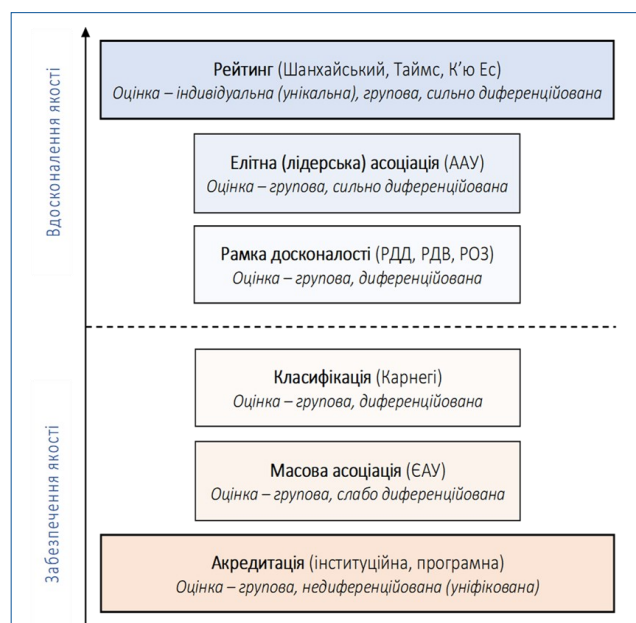 Вдосконалення якості
Рейтинг (Шанхайський, Таймс, К’ю Ес)
Оцінка – індивідуальна (унікальна), групова, сильно диференційована
Елітна (лідерська) асоціація (ААУ)
Оцінка – групова, сильно диференційована
Рамка досконалості (РДД, РДВ, РОЗ)
Оцінка – групова, диференційована
Забезпечення якості
Класифікація (Карнегі)
Оцінка – групова, диференційована
Масова асоціація (ЄАУ)
Оцінка – групова, слабо диференційована
Акредитація (інституційна, програмна)
Оцінка – групова, недиференційована (уніфікована)